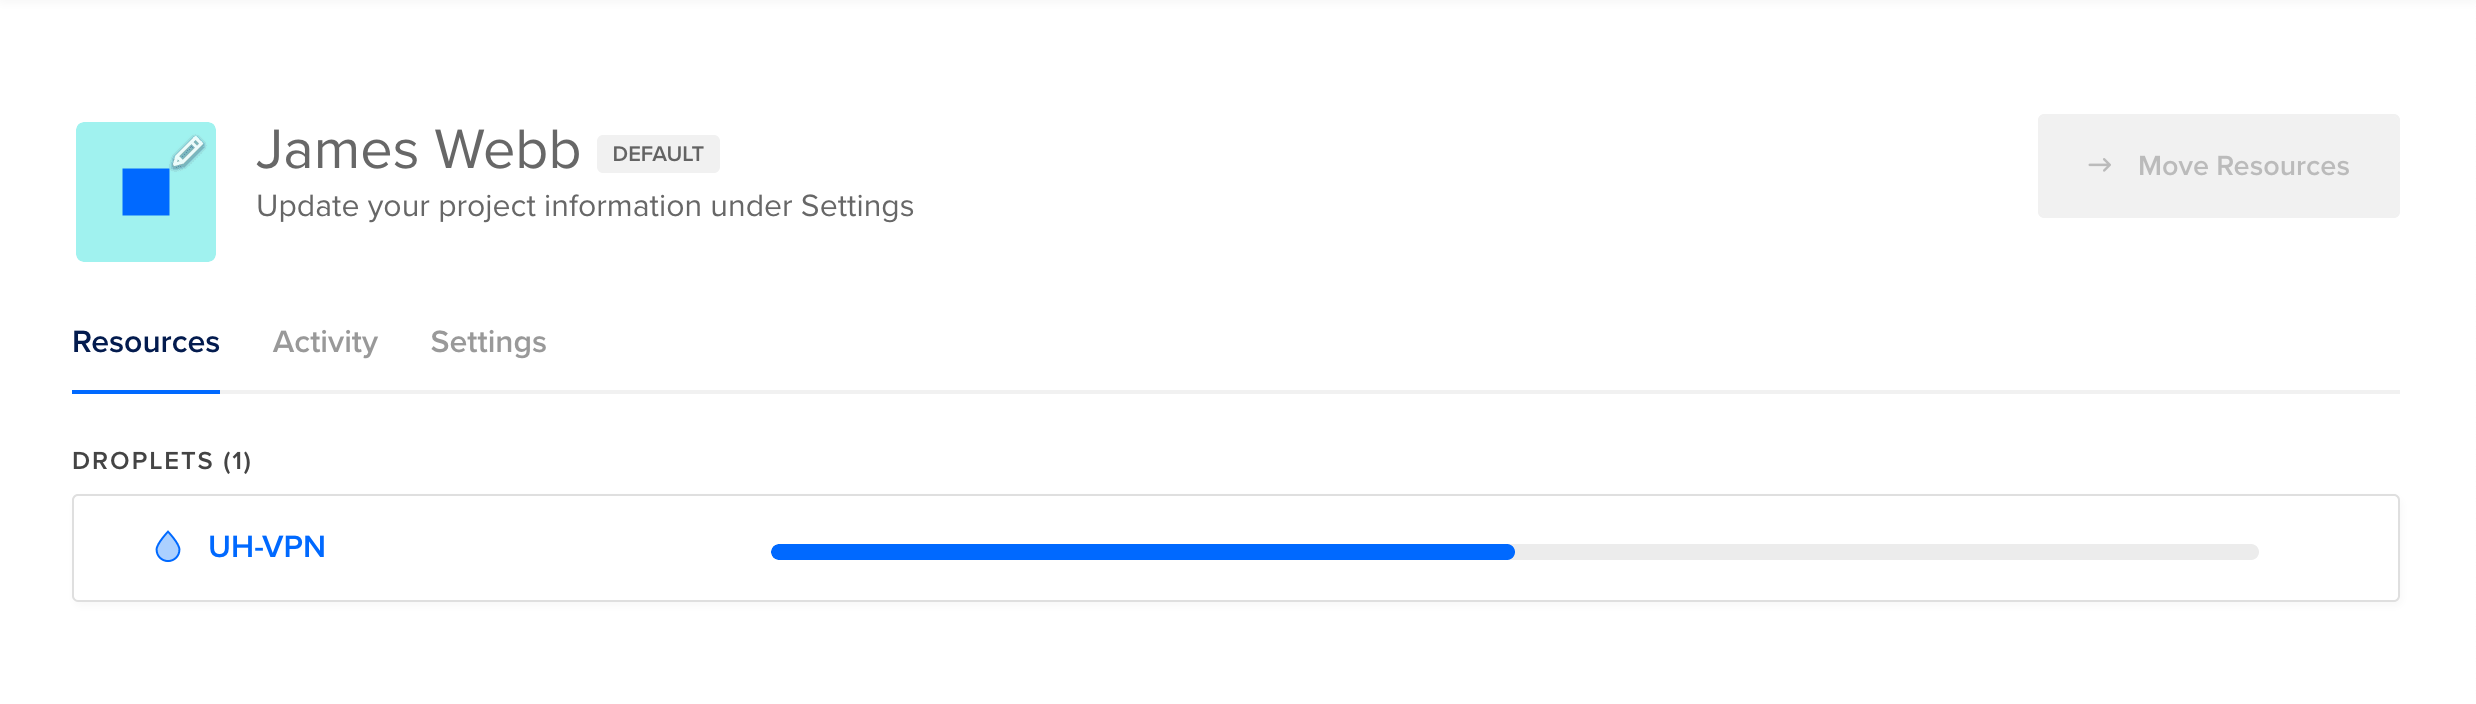 James Webb DEFAULT
Update your project information under Settings
→ Move Resources
Resources Activity Settings
DROPLETS (1)
UH-VPN